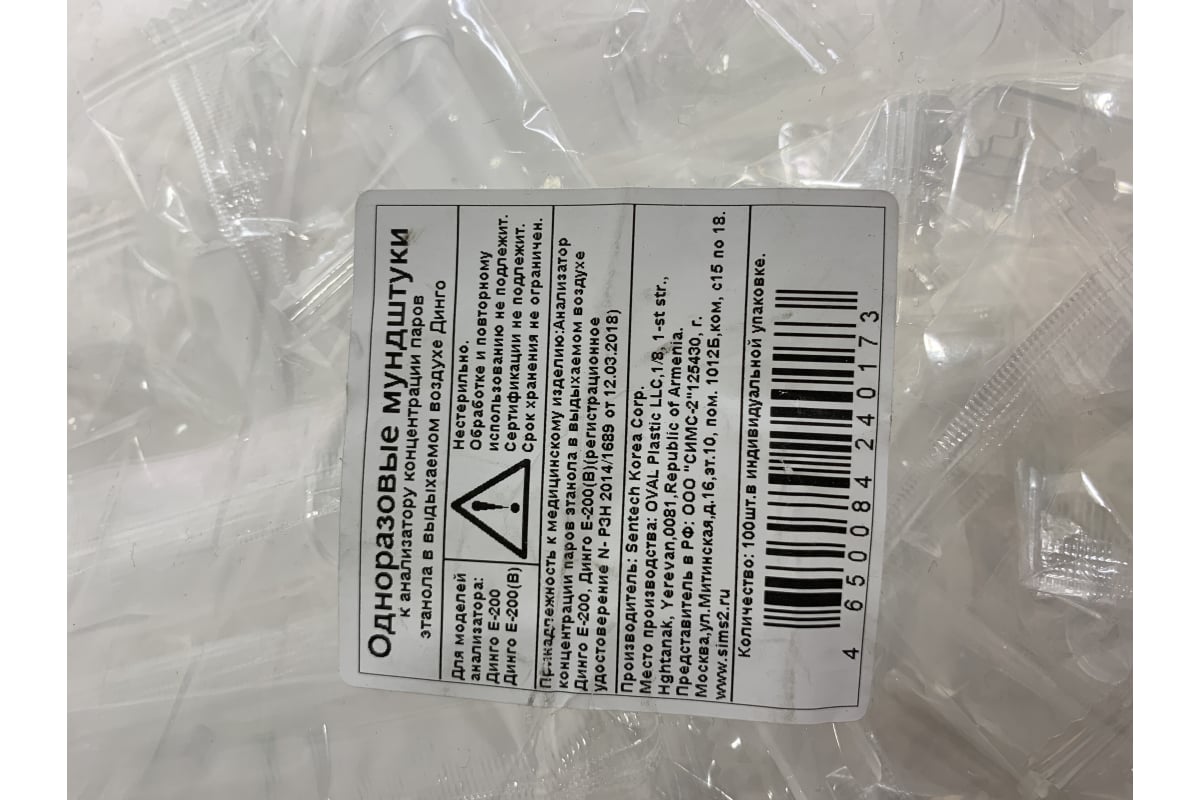 Одноразовые мундштуки
к анализатору концентрации паров
этанола в выдыхаемом воздухе Динго
Для моделей
анализатора:
Динго Е-200
Динго Е-200(В)
Нестерильно.
Обработке и повторному
использованию не подлежит.
Сертификации не подлежит.
Срок хранения не ограничен.
Принадлежность к медицинскому изделию:Анализатор
концентрации паров этанола в выдыхаемом воздухе
Динго Е-200, Динго Е-200(В)(регистрационное
удостоверение N- РЗН 2014/1689 от 12.03.2018)
Производитель: Sentech Korea Corp.
Место производства: OVAL Plastic LLC,1/8, 1-st str.,
Hghtanak, Yerevan,0081,Republic of Armenia.
Представитель в РФ: ООО "СИМС-2"125430, г.
Москва,ул.Митинская,д.16,эт.10, пом. 1012Б,ком, с15 по 18.
www.sims2.ru
Количество: 100шт.в индивидуальной упаковке.
4 650084 240173